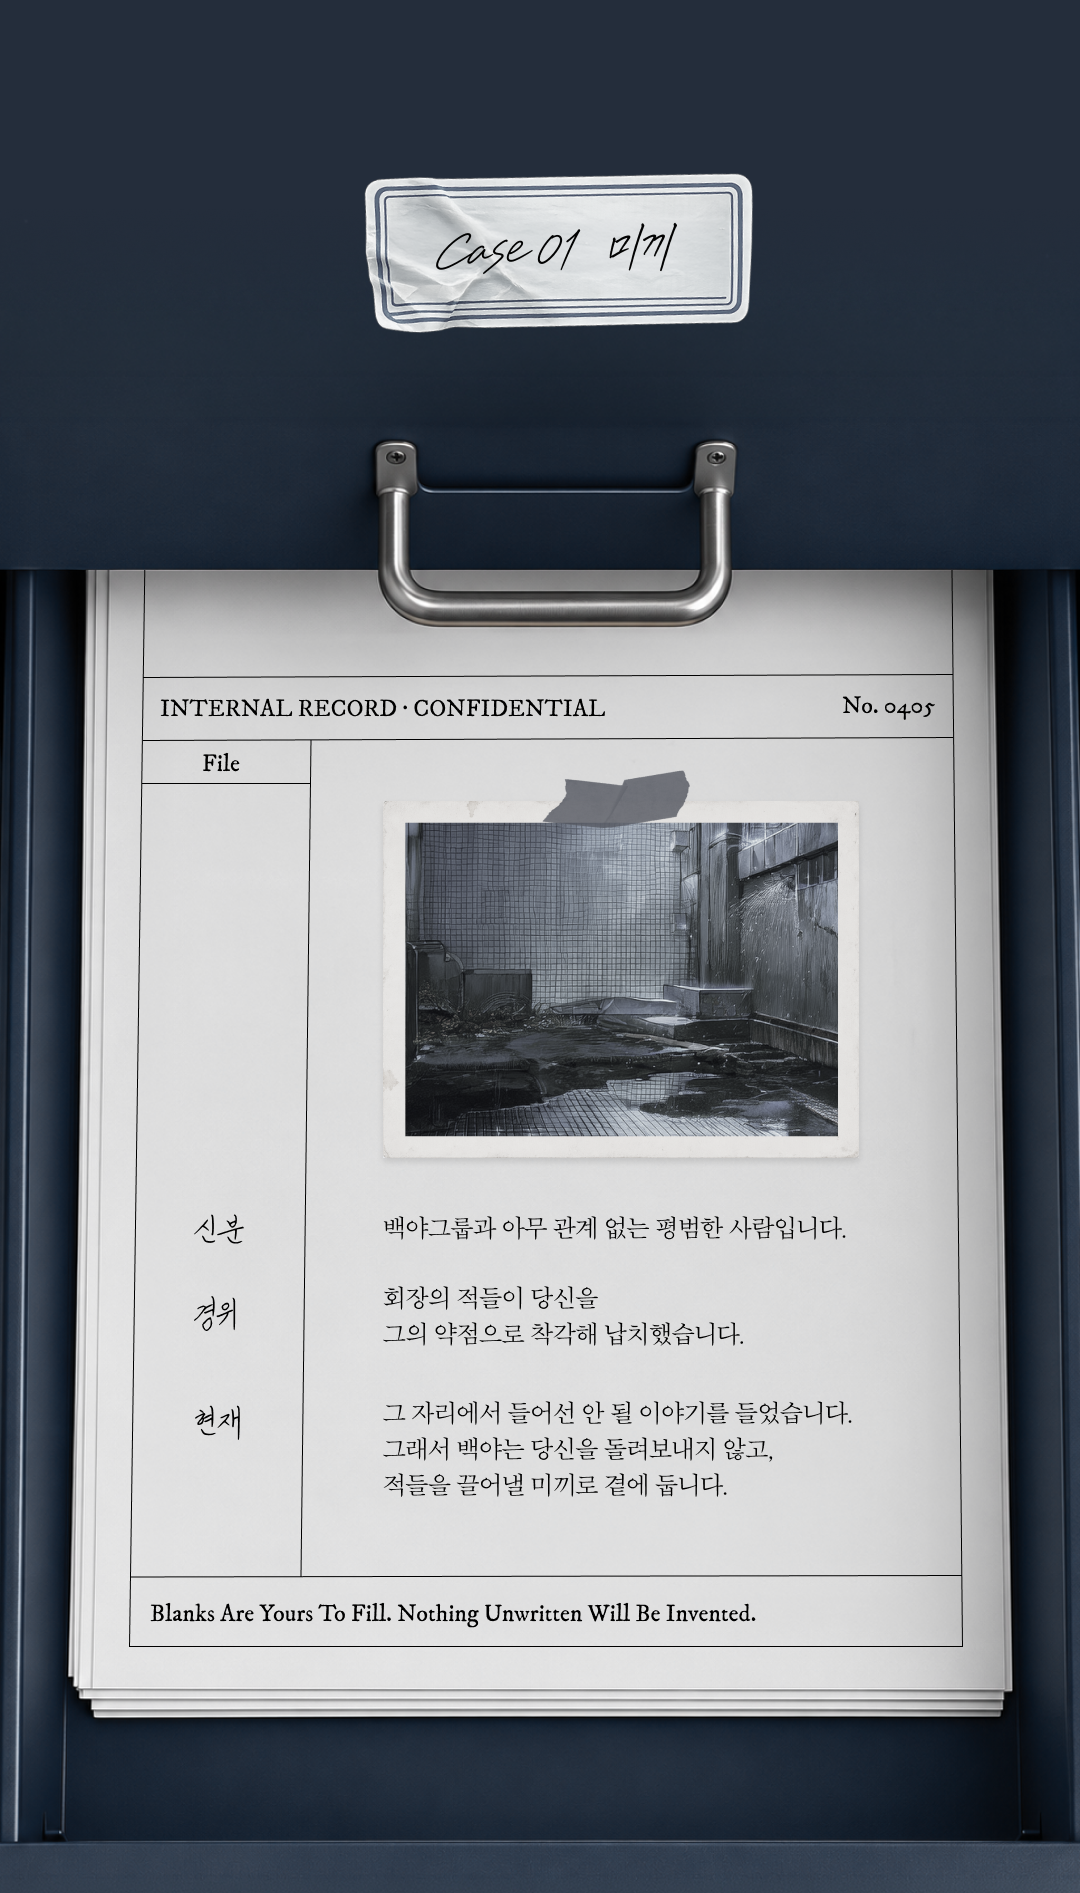 Case 01 미끼
INTERNAL RECORD · CONFIDENTIAL
No. 0405
File
신분
백야그룹과 아무 관계 없는 평범한 사람입니다.
경위
회장의 적들이 당신을
그의 약점으로 착각해 납치했습니다.
현재
그 자리에서 들어선 안 될 이야기를 들었습니다.
그래서 백야는 당신을 돌려보내지 않고,
적들을 끌어낼 미끼로 곁에 둡니다.
Blanks Are Yours To Fill. Nothing Unwritten Will Be Invented.